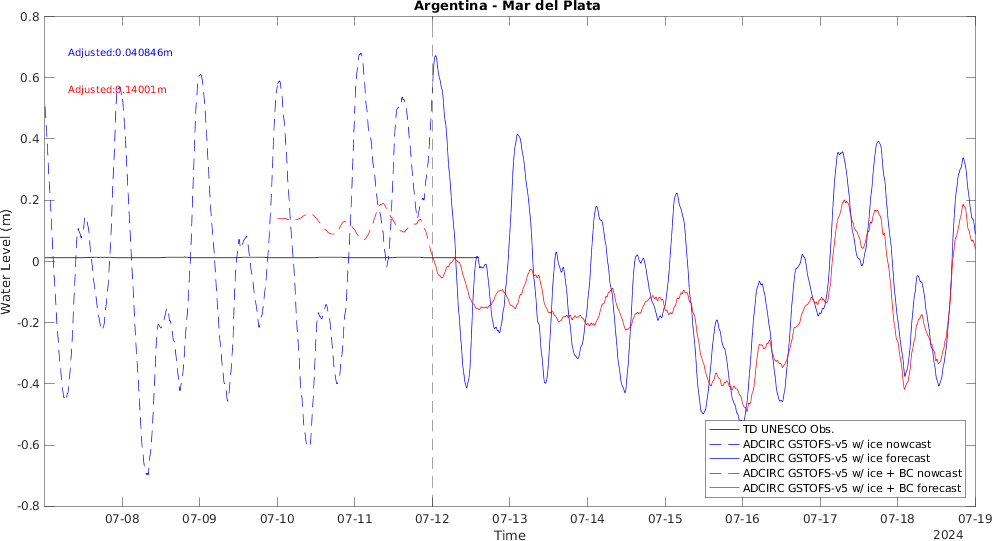 Argentina - Mar del Plata
0.8
0.6
0.4
0.2
0
-0.2
-0.4
-0.6
-0.8
Water Level (m)
Adjusted:0.040846m
Adjusted:0.14001m
TD UNESCO Obs.
ADCIRC GSTOFS-v5 w/ ice nowcast
ADCIRC GSTOFS-v5 w/ ice forecast
ADCIRC GSTOFS-v5 w/ ice + BC nowcast
ADCIRC GSTOFS-v5 w/ ice + BC forecast
07-08 07-09 07-10 07-11 07-12 07-13 07-14 07-15 07-16 07-17 07-18 07-19
Time
2024